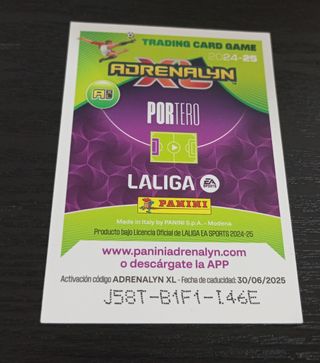 TRADING CARD GAME
2024-25
ADRENALYN
XL
PORTERO
LALIGA EA SPORTS
PANINI
Made in Italy by PANINI S.p.A. - Modena
Producto bajo Licencia Oficial de LALIGA EA SPORTS 2024-25
www.paniniadrenalyn.com
o descárgate la APP
Activación código ADRENALYN XL - Fecha de caducidad: 30/06/2025
J58T-B1F1-I46E